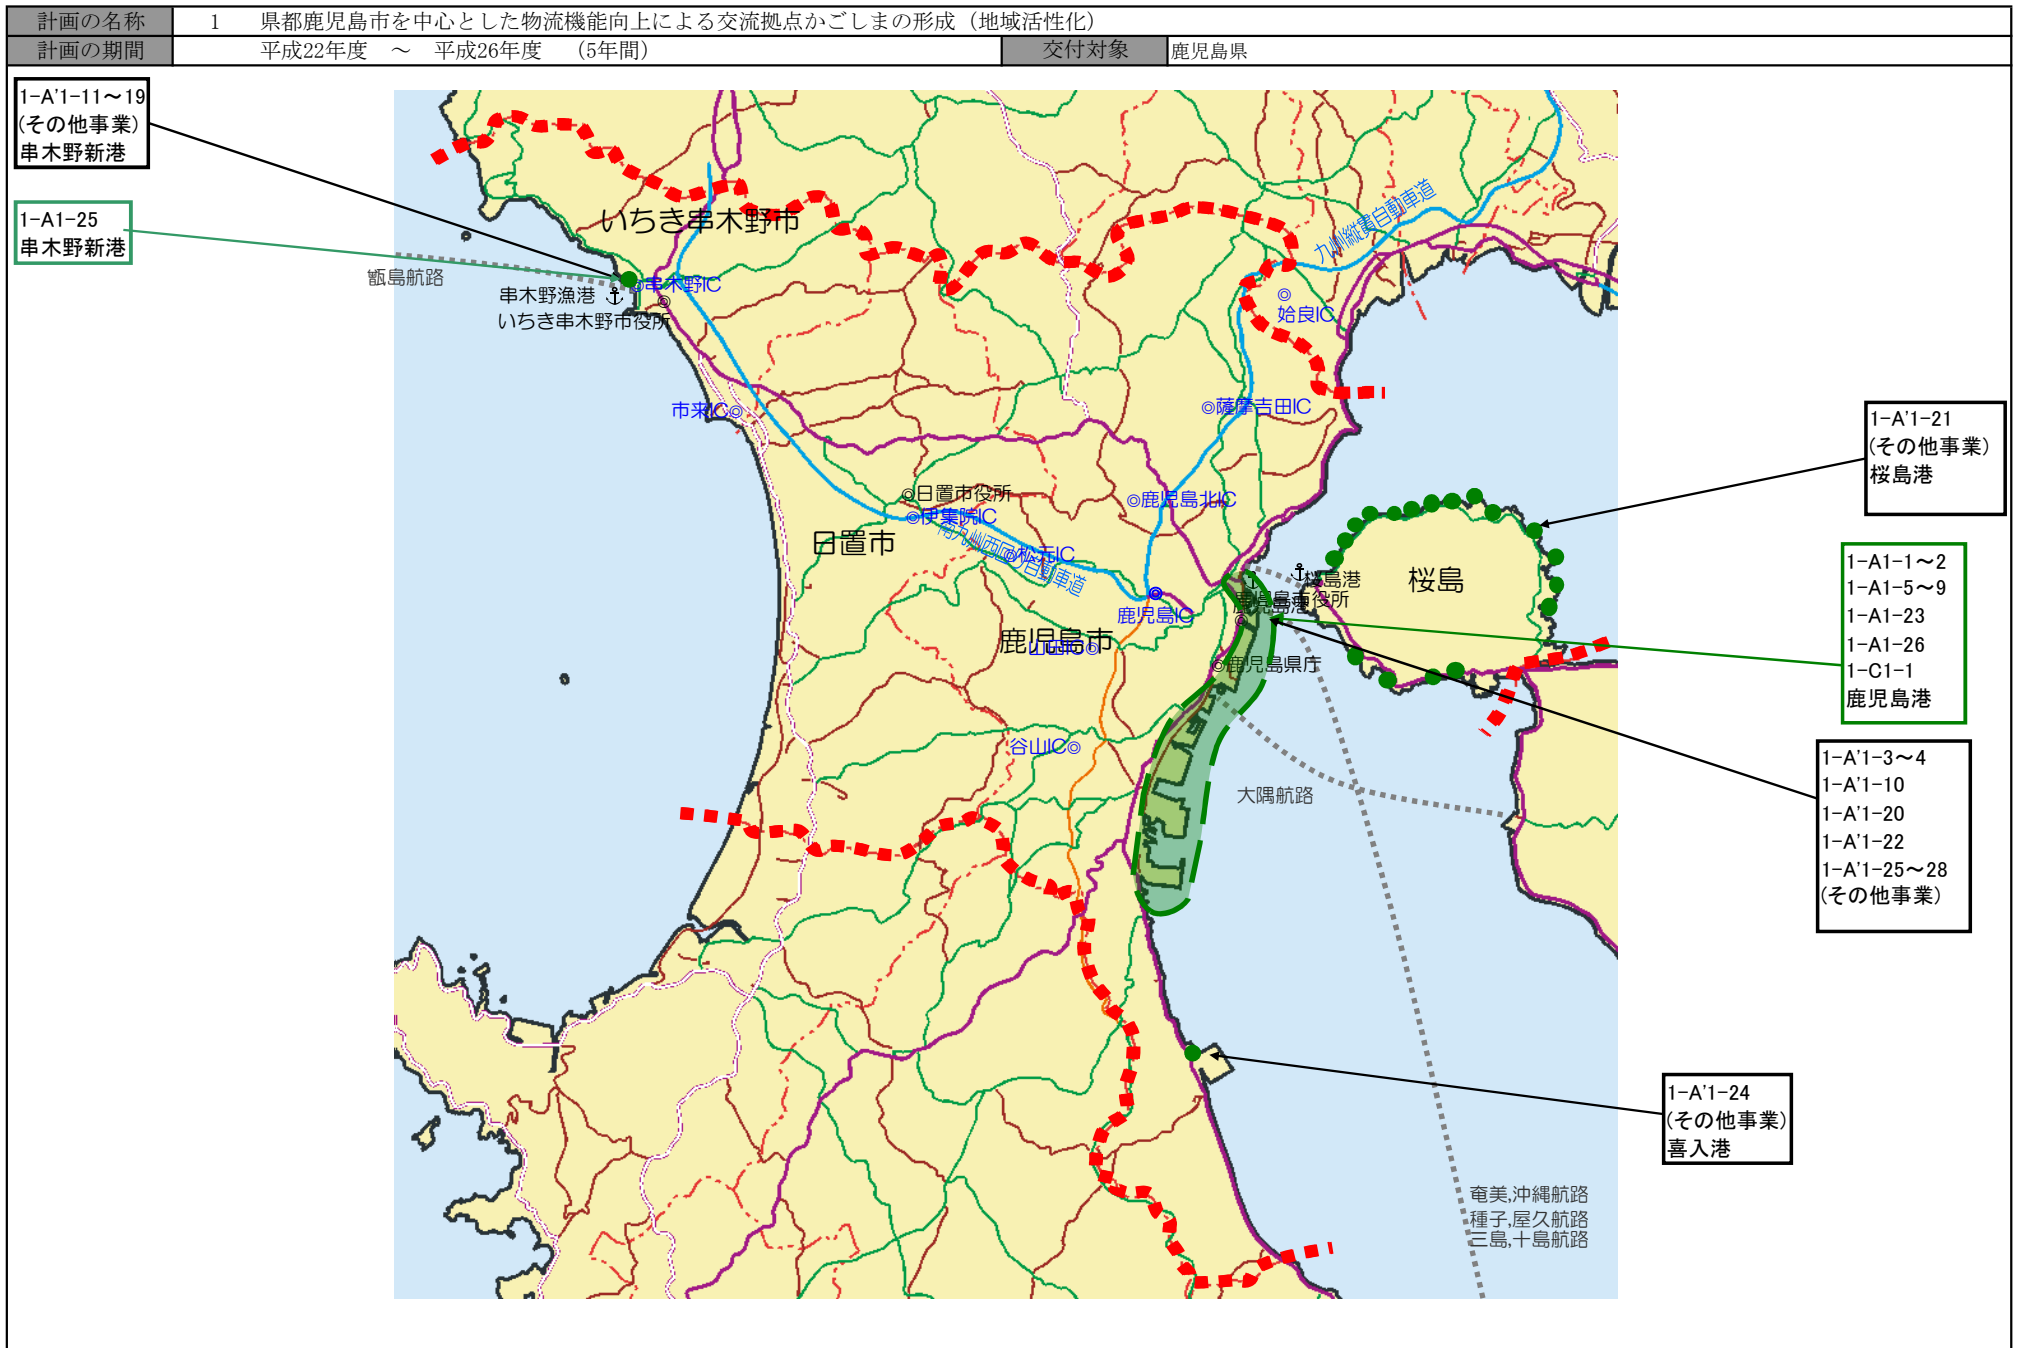 計画の名称 1 県都鹿児島市を中心とした物流機能向上による交流拠点かごしまの形成（地域活性化）
計画の期間 平成22年度 ～ 平成26年度 （5年間） 交付対象 鹿児島県
1-A'1-11～19
(その他事業)
串木野新港
1-A1-25
串木野新港
いちき串木野市
九州縦貫自動車道
甑島航路
◎串木野IC
串木野漁港
◎
いちき串木野市役所
◎
姶良IC
市来IC◎
◎薩摩吉田IC
1-A'1-21
(その他事業)
桜島港
◎日置市役所
◎伊集院IC
◎鹿児島北IC
日置市
南九州西回り自動車道
◎松元IC
桜島
桜島港
鹿児島市役所
鹿児島港
◎
鹿児島IC
1-A1-1～2
1-A1-5～9
1-A1-23
1-A1-26
1-C1-1
鹿児島港
鹿児島市
山田IC◎
◎鹿児島県庁
谷山IC◎
大隅航路
1-A'1-3～4
1-A'1-10
1-A'1-20
1-A'1-22
1-A'1-25～28
(その他事業)
1-A'1-24
(その他事業)
喜入港
奄美,沖縄航路
種子,屋久航路
三島,十島航路